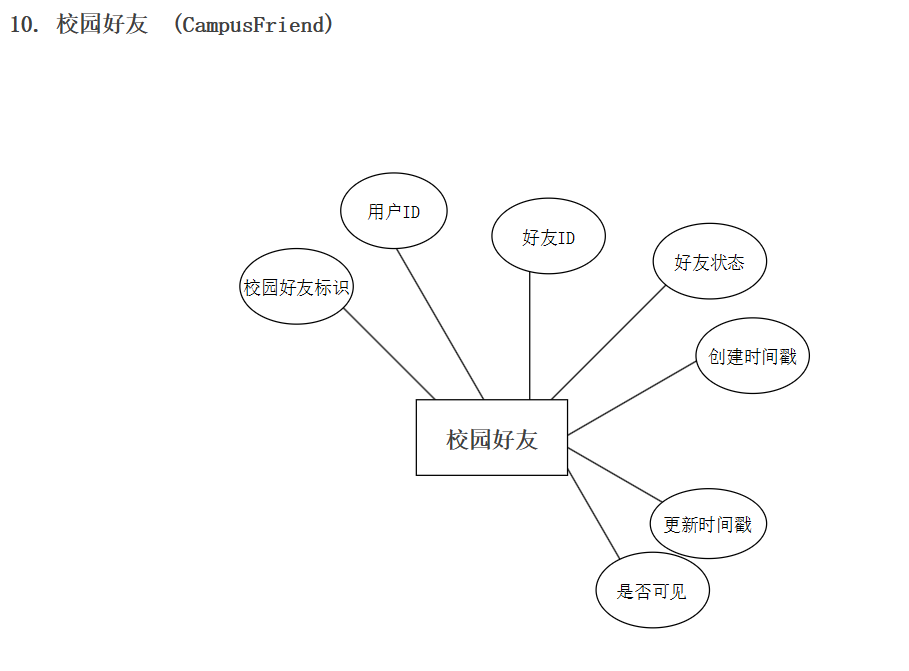 10. 校园好友 （CampusFriend）
用户ID
好友ID
好友状态
校园好友标识
创建时间戳
校园好友
更新时间戳
是否可见